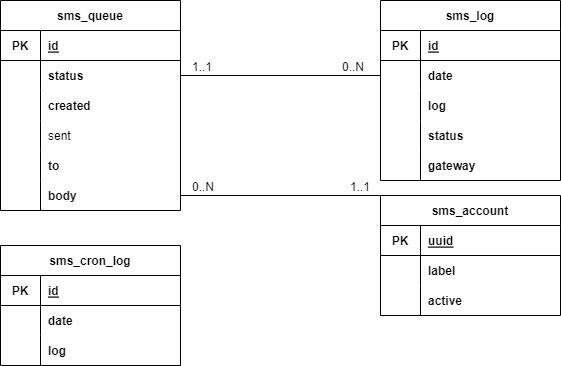 sms_queue
PK id
status
created
sent
to
body
1..1 0..N
0..N 1..1
sms_log
PK id
date
log
status
gateway
sms_account
PK uuid
label
active
sms_cron_log
PK id
date
log